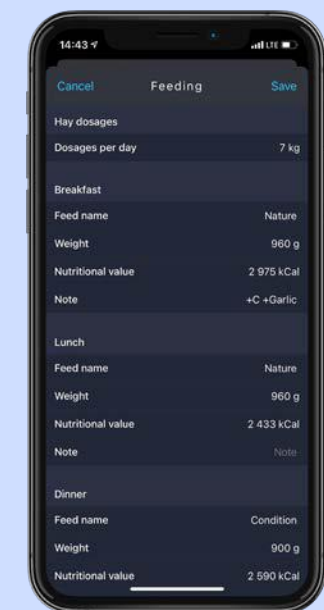 14:43 LTE
Cancel Feeding Save
Hay dosages
Dosages per day 7 kg
Breakfast
Feed name Nature
Weight 960 g
Nutritional value 2 975 kCal
Note +C +Garlic
Lunch
Feed name Nature
Weight 960 g
Nutritional value 2 433 kCal
Note Note
Dinner
Feed name Condition
Weight 900 g
Nutritional value 2 590 kCal